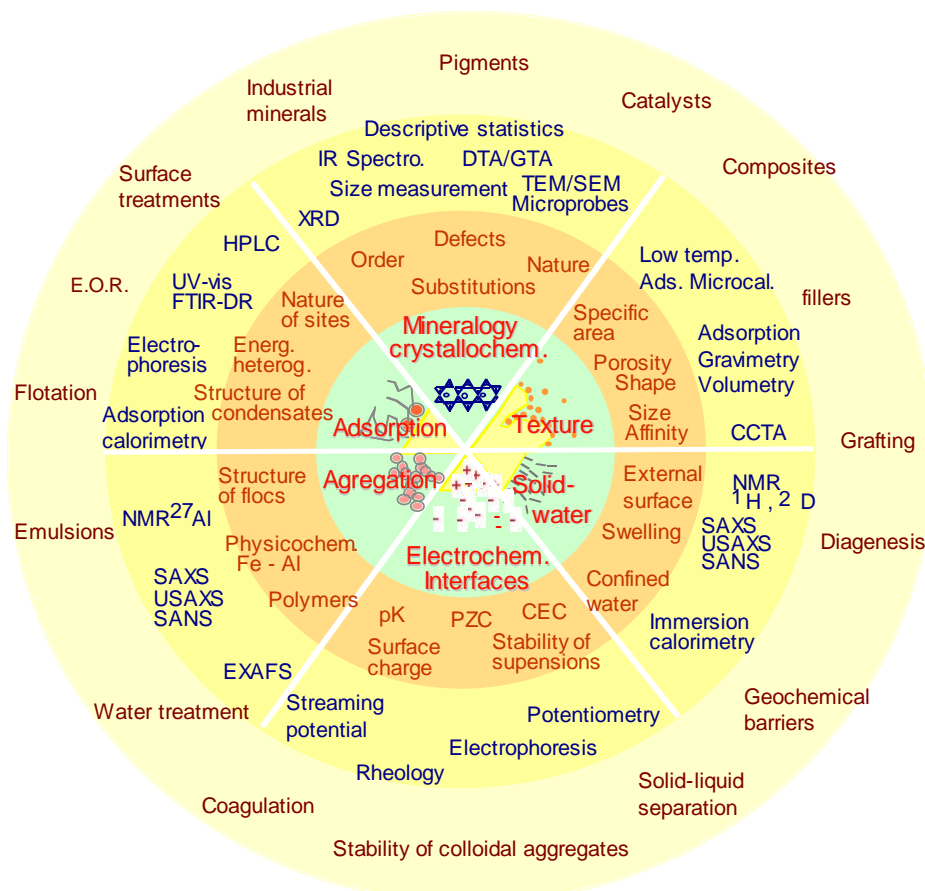 Pigments
Industrial
minerals
Catalysts
Surface
treatments
Composites
E.O.R.
fillers
Flotation
Grafting
Emulsions
Diagenesis
Water treatment
Geochemical
barriers
Coagulation
Solid-liquid
separation
Stability of colloidal aggregates
Descriptive statistics
IR Spectro.
DTA/GTA
Size measurement
TEM/SEM
Microprobes
XRD
Defects
Order
Nature
Substitutions
Mineralogy
crystallochem.
HPLC
UV-vis
FTIR-DR
Electro-
phoresis
Adsorption
calorimetry
Nature
of sites
Energ.
heterog.
Structure of
condensates
Adsorption
Low temp.
Ads. Microcal.
Adsorption
Gravimetry
Volumetry
CCTA
Specific
area
Porosity
Shape
Size
Affinity
Texture
Agregation
Structure
of flocs
Physicochem.
Fe - Al
Polymers
NMR27Al
SAXS
USAXS
SANS
EXAFS
Solid-
water
External
surface
Swelling
Confined
water
NMR
1H , 2 D
SAXS
USAXS
SANS
Immersion
calorimetry
Electrochem.
Interfaces
pK
PZC
CEC
Surface
charge
Stability of
supensions
Streaming
potential
Potentiometry
Electrophoresis
Rheology